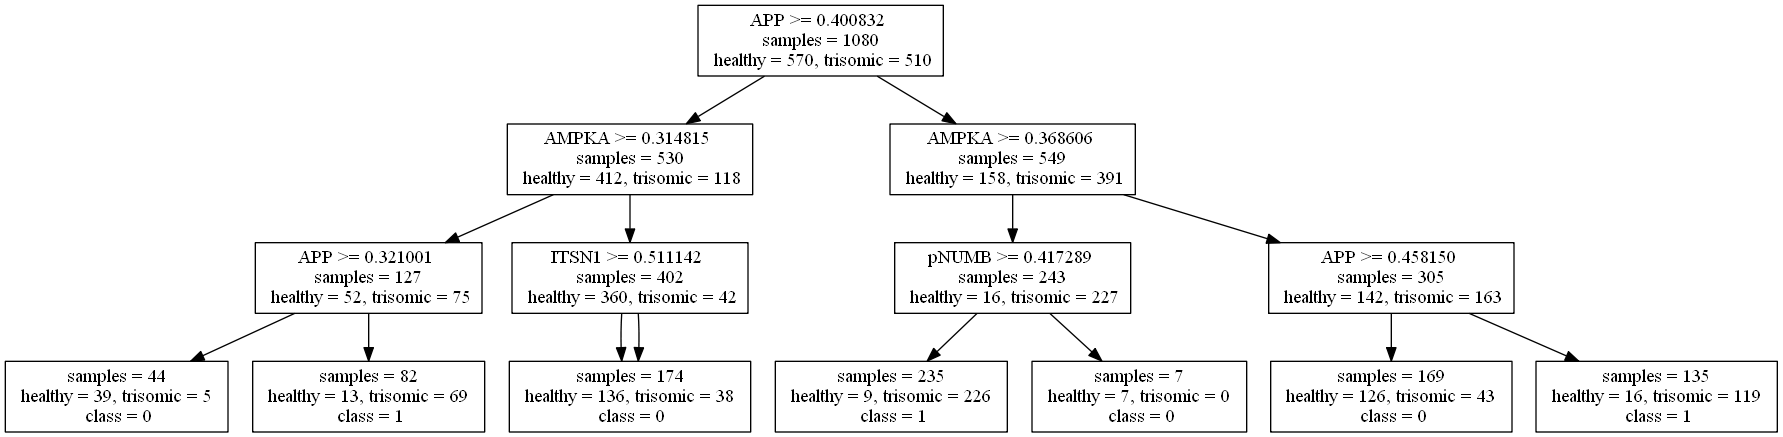 APP >= 0.400832
samples = 1080
healthy = 570, trisomic = 510
AMPKA >= 0.314815
samples = 530
healthy = 412, trisomic = 118
AMPKA >= 0.368606
samples = 549
healthy = 158, trisomic = 391
APP >= 0.321001
samples = 127
healthy = 52, trisomic = 75
ITSN1 >= 0.511142
samples = 402
healthy = 360, trisomic = 42
pNUMB >= 0.417289
samples = 243
healthy = 16, trisomic = 227
APP >= 0.458150
samples = 305
healthy = 142, trisomic = 163
samples = 44
healthy = 39, trisomic = 5
class = 0
samples = 82
healthy = 13, trisomic = 69
class = 1
samples = 174
healthy = 136, trisomic = 38
class = 0
samples = 235
healthy = 9, trisomic = 226
class = 1
samples = 7
healthy = 7, trisomic = 0
class = 0
samples = 169
healthy = 126, trisomic = 43
class = 0
samples = 135
healthy = 16, trisomic = 119
class = 1